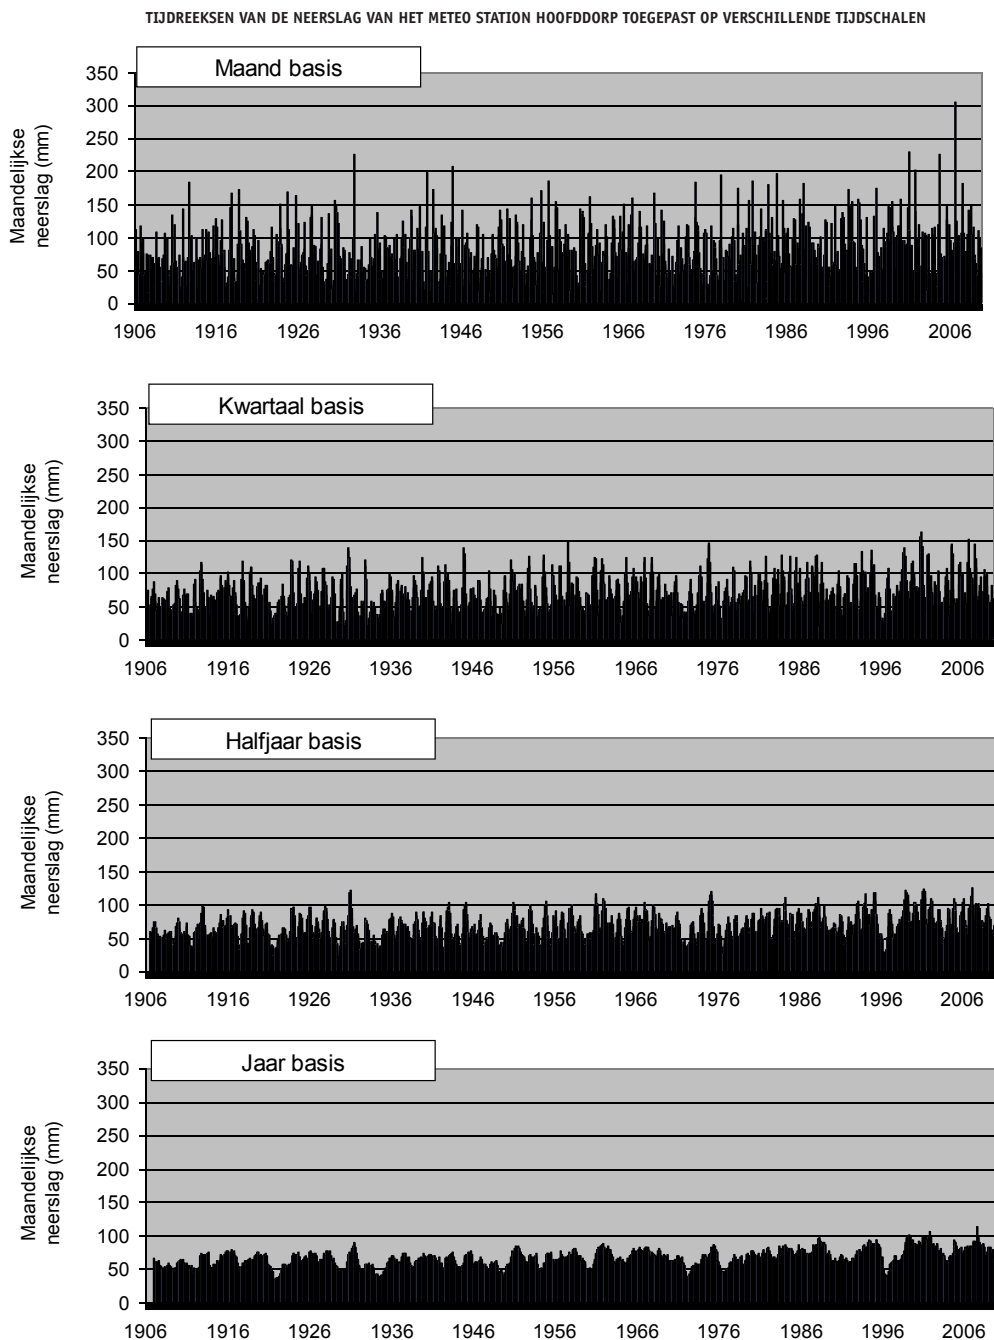 TIJDREEKSEN VAN DE NEERSLAG VAN HET METEO STATION HOOFDDORP TOEGEPAST OP VERSCHILLENDE TIJDSCHALEN
Maand basis
Maandelijkse
neerslag (mm)
350
300
250
200
150
100
50
0
1906 1916 1926 1936 1946 1956 1966 1976 1986 1996 2006
Kwartaal basis
Maandelijkse
neerslag (mm)
350
300
250
200
150
100
50
0
1906 1916 1926 1936 1946 1956 1966 1976 1986 1996 2006
Halfjaar basis
Maandelijkse
neerslag (mm)
350
300
250
200
150
100
50
0
1906 1916 1926 1936 1946 1956 1966 1976 1986 1996 2006
Jaar basis
Maandelijkse
neerslag (mm)
350
300
250
200
150
100
50
0
1906 1916 1926 1936 1946 1956 1966 1976 1986 1996 2006